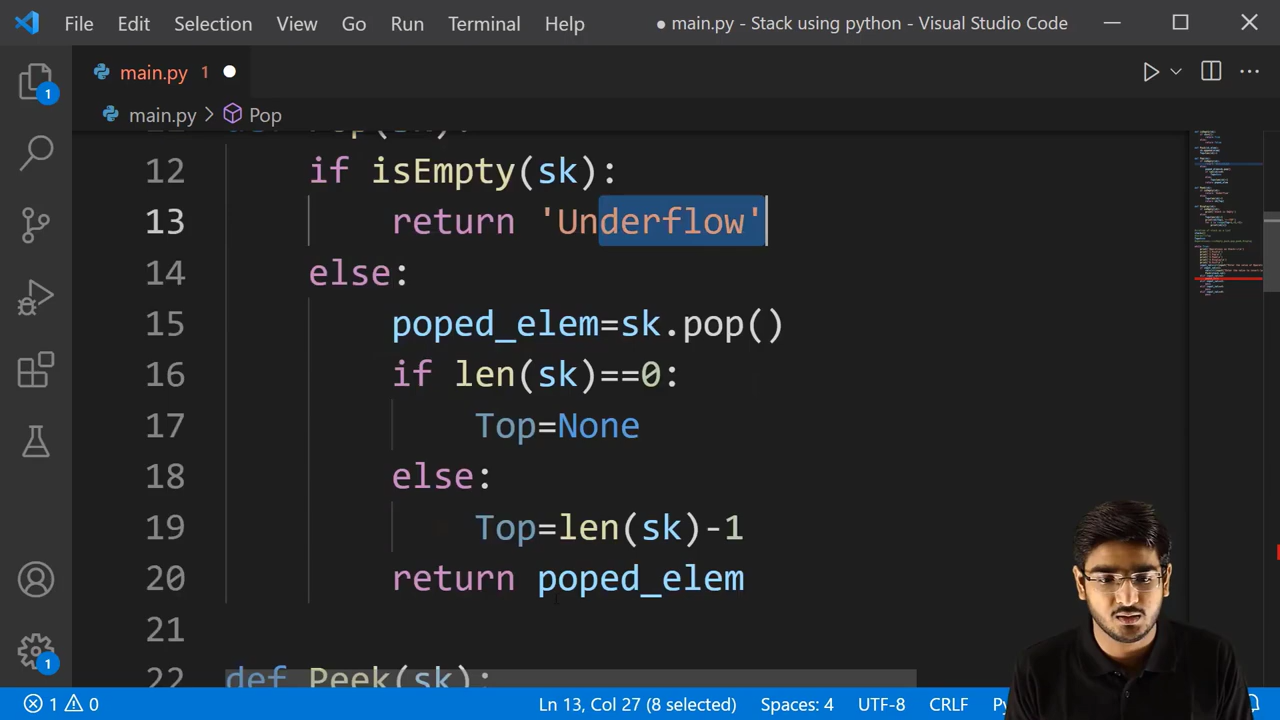 File Edit Selection View Go Run Terminal Help ● main.py - Stack using python - Visual Studio Code
main.py 1
main.py > Pop
12 if isEmpty(sk):
13 return 'Underflow'
14 else:
15 poped_elem=sk.pop()
16 if len(sk)==0:
17 Top=None
18 else:
19 Top=len(sk)-1
20 return poped_elem
21
22 def Peek(sk):
1 0 Ln 13, Col 27 (8 selected) Spaces: 4 UTF-8 CRLF
1
1